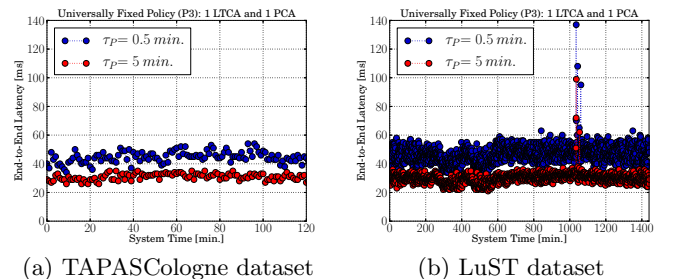 Universally Fixed Policy (P3): 1 LTCA and 1 PCA
140
120
100
80
60
40
20
0
End-to-End Latency [ms]
τP= 0.5 min.
τP= 5 min.
0 20 40 60 80 100 120
System Time [min.]
(a) TAPASCologne dataset
Universally Fixed Policy (P3): 1 LTCA and 1 PCA
140
120
100
80
60
40
20
0
End-to-End Latency [ms]
τP= 0.5 min.
τP= 5 min.
0 200 400 600 800 1000 1200 1400
System Time [min.]
(b) LuST dataset